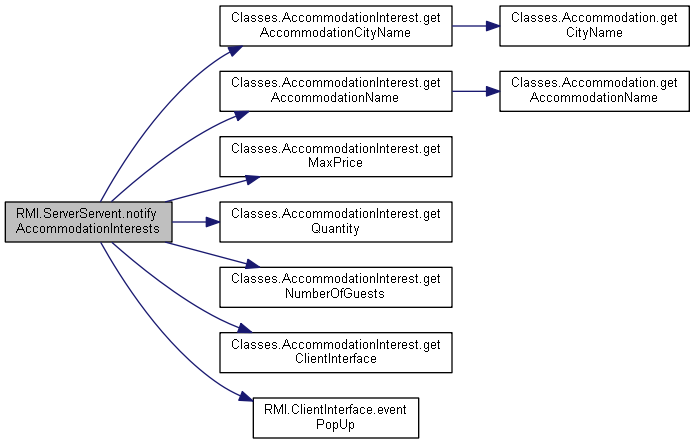 Classes.AccommodationInterest.get
AccommodationCityName
Classes.Accommodation.get
CityName
Classes.AccommodationInterest.get
AccommodationName
Classes.Accommodation.get
AccommodationName
Classes.AccommodationInterest.get
MaxPrice
RMI.ServerServent.notify
AccommodationInterests
Classes.AccommodationInterest.get
Quantity
Classes.AccommodationInterest.get
NumberOfGuests
Classes.AccommodationInterest.get
ClientInterface
RMI.ClientInterface.event
PopUp